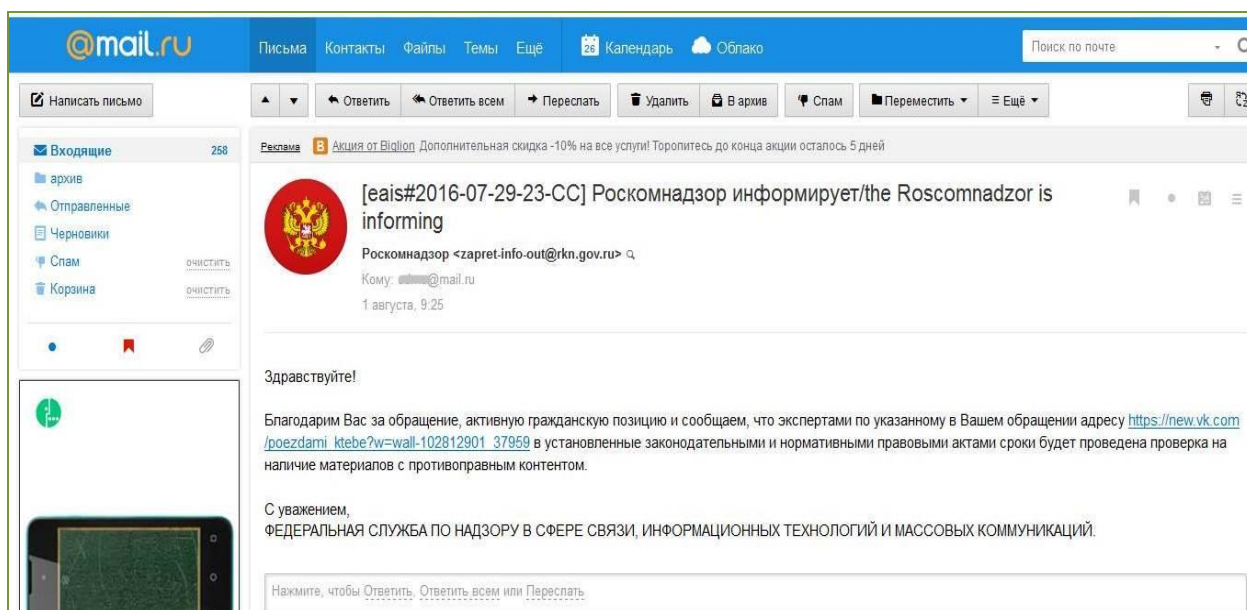 @mail.ru
Письма Контакты Файлы Темы Ещё 26 Календарь Облако
Поиск по почте
Написать письмо
Ответить Ответить всем Переслать Удалить В архив Спам Переместить Ещё
Входящие 258
архив
Отправленные
Черновики
Спам очистить
Корзина очистить
Реклама B Акция от Biglion Дополнительная скидка -10% на все услуги! Торопитесь до конца акции осталось 5 дней
[eais#2016-07-29-23-CC] Роскомнадзор информирует/the Roscomnadzor is
informing
Роскомнадзор <zapret-info-out@rkn.gov.ru>
Кому: @mail.ru
1 августа, 9:25
Здравствуйте!
Благодарим Вас за обращение, активную гражданскую позицию и сообщаем, что экспертами по указанному в Вашем обращении адресу https://new.vk.com
/poezdami_ktebe?w=wall-102812901_37959 в установленные законодательными и нормативными правовыми актами сроки будет проведена проверка на
наличие материалов с противоправным контентом.
С уважением,
ФЕДЕРАЛЬНАЯ СЛУЖБА ПО НАДЗОРУ В СФЕРЕ СВЯЗИ, ИНФОРМАЦИОННЫХ ТЕХНОЛОГИЙ И МАССОВЫХ КОММУНИКАЦИЙ.
Нажмите, чтобы Ответить, Ответить всем или Переслать